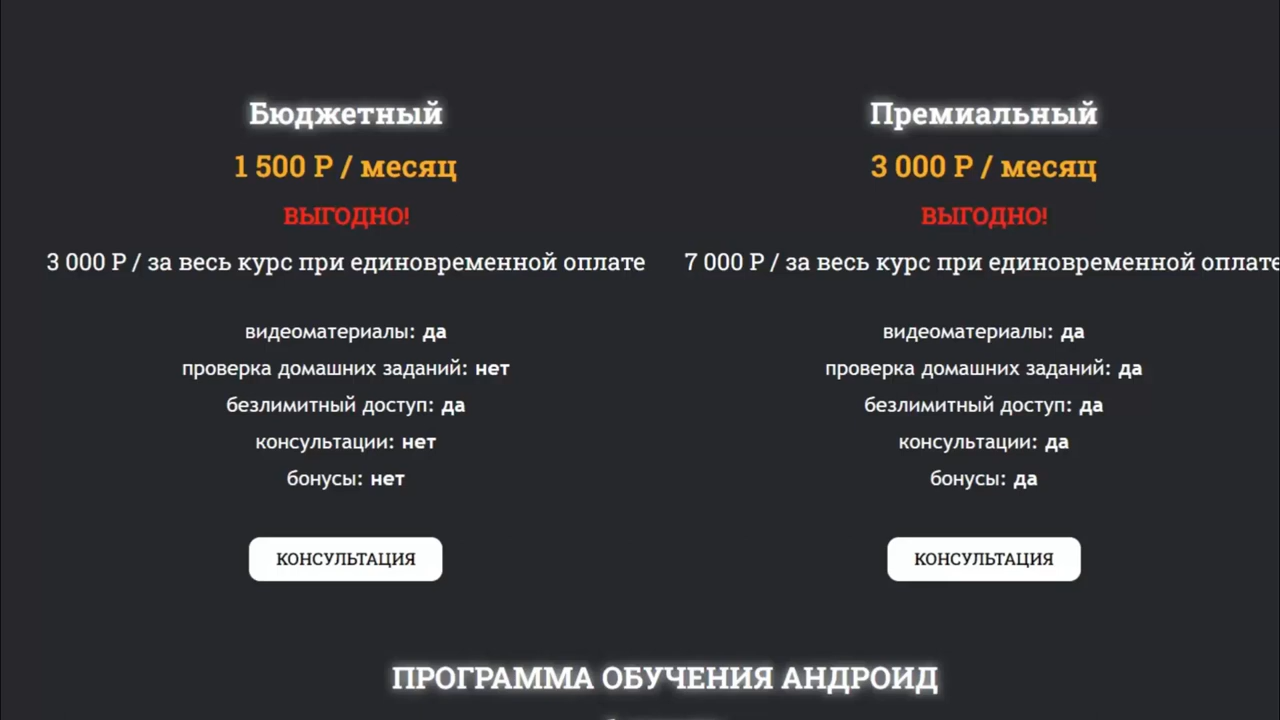 Бюджетный
1 500 Р / месяц
ВЫГОДНО!
3 000 Р / за весь курс при единовременной оплате
видеоматериалы: да
проверка домашних заданий: нет
безлимитный доступ: да
консультации: нет
бонусы: нет
КОНСУЛЬТАЦИЯ
Премиальный
3 000 Р / месяц
ВЫГОДНО!
7 000 Р / за весь курс при единовременной оплате
видеоматериалы: да
проверка домашних заданий: да
безлимитный доступ: да
консультации: да
бонусы: да
КОНСУЛЬТАЦИЯ
ПРОГРАММА ОБУЧЕНИЯ АНДРОИД